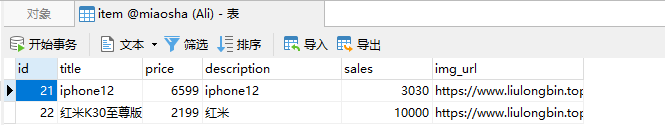 对象 item @miaosha (Ali) - 表
开始事务 文本 筛选 排序 导入 导出
id title price description sales img_url
21 iphone12 6599 iphone12 3030 https://www.liulongbin.top
22 红米K30至尊版 2199 红米 10000 https://www.liulongbin.top